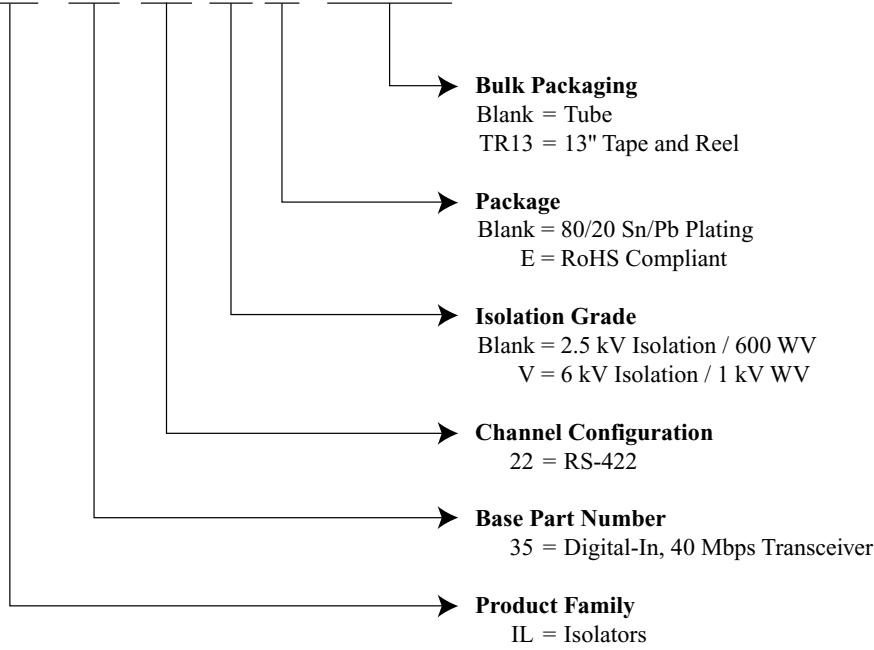 Bulk Packaging
Blank = Tube
TR13 = 13" Tape and Reel
Package
Blank = 80/20 Sn/Pb Plating
E = RoHS Compliant
Isolation Grade
Blank = 2.5 kV Isolation / 600 WV
V = 6 kV Isolation / 1 kV WV
Channel Configuration
22 = RS-422
Base Part Number
35 = Digital-In, 40 Mbps Transceiver
Product Family
IL = Isolators